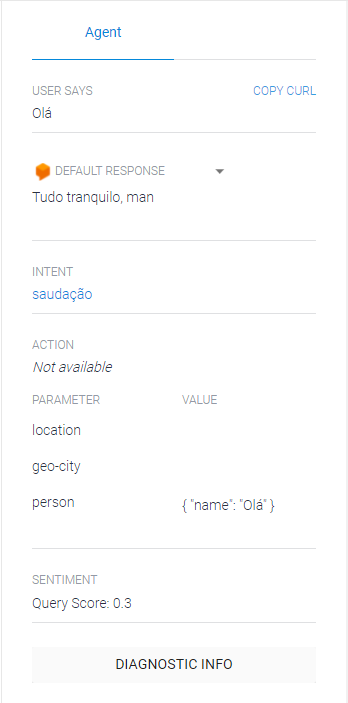 Agent
USER SAYS COPY CURL
Olá
DEFAULT RESPONSE
Tudo tranquilo, man
INTENT
saudação
ACTION
Not available
PARAMETER VALUE
location
geo-city
person { "name": "Olá" }
SENTIMENT
Query Score: 0.3
DIAGNOSTIC INFO